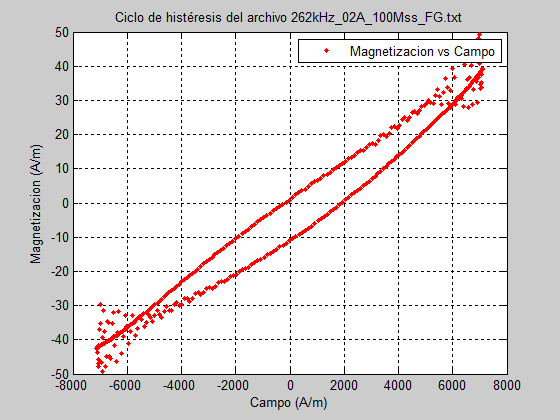 Ciclo de histéresis del archivo 262kHz_02A_100Mss_FG.txt
Magnetizacion vs Campo
Magnetizacion (A/m)
50
40
30
20
10
0
-10
-20
-30
-40
-50
-8000 -6000 -4000 -2000 0 2000 4000 6000 8000
Campo (A/m)